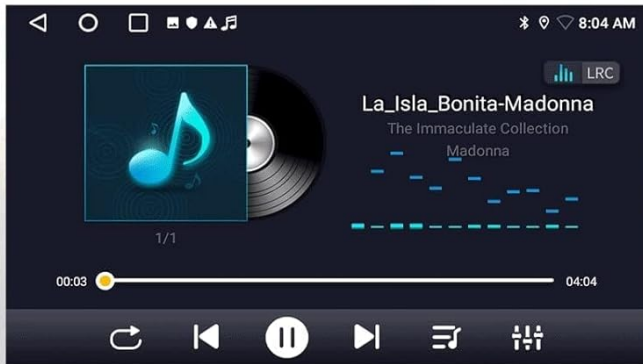 8:04 AM
LRC
La_Isla_Bonita-Madonna
The Immaculate Collection
Madonna
1/1
00:03
04:04